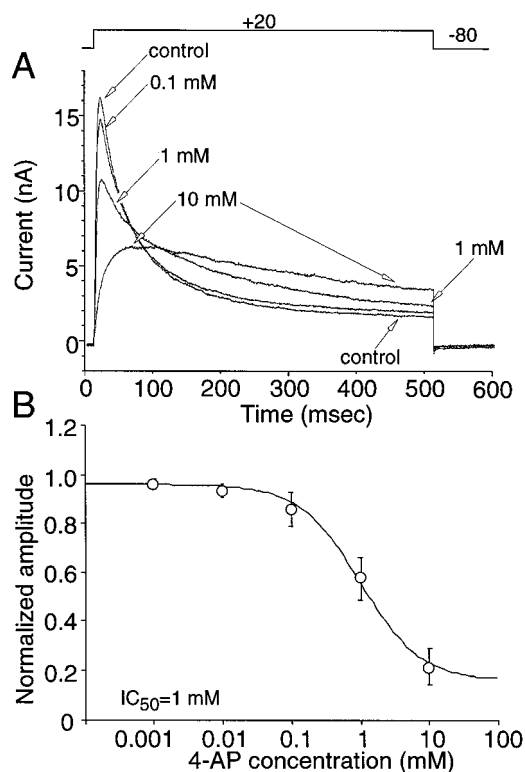 +20
-80
A
control
0.1 mM
1 mM
10 mM
1 mM
control
Current (nA)
15
10
5
0
0 100 200 300 400 500 600
Time (msec)
B
Normalized amplitude
1.2
1.0
0.8
0.6
0.4
0.2
0
IC50=1 mM
0.001 0.01 0.1 1 10 100
4-AP concentration (mM)